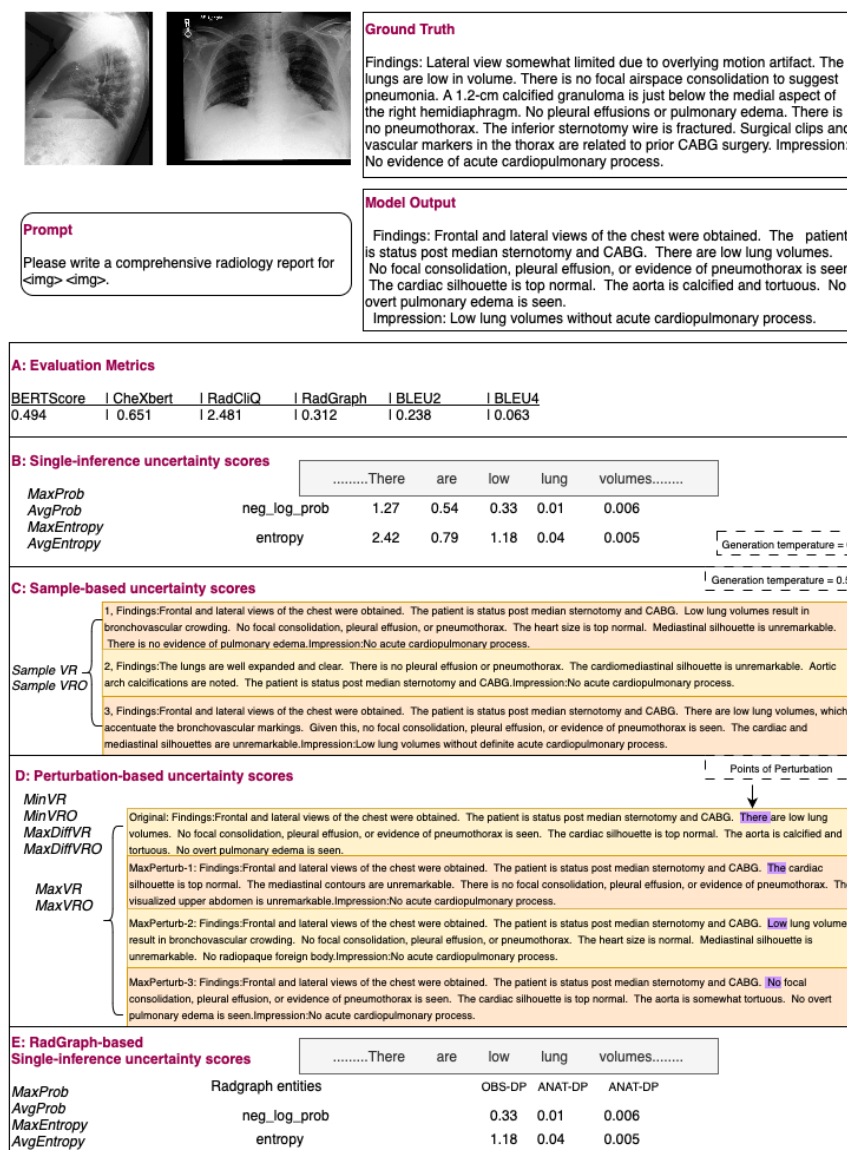 Ground Truth
Findings: Lateral view somewhat limited due to overlying motion artifact. The
lungs are low in volume. There is no focal airspace consolidation to suggest
pneumonia. A 1.2-cm calcified granuloma is just below the medial aspect of
the right hemidiaphragm. No pleural effusions or pulmonary edema. There is
no pneumothorax. The inferior sternotomy wire is fractured. Surgical clips and
vascular markers in the thorax are related to prior CABG surgery. Impression:
No evidence of acute cardiopulmonary process.
Prompt
Please write a comprehensive radiology report for
<img> <img>.
Model Output
Findings: Frontal and lateral views of the chest were obtained. The patient
is status post median sternotomy and CABG. There are low lung volumes.
No focal consolidation, pleural effusion, or evidence of pneumothorax is seen
The cardiac silhouette is top normal. The aorta is calcified and tortuous. No
overt pulmonary edema is seen.
Impression: Low lung volumes without acute cardiopulmonary process.
A: Evaluation Metrics
BERTScore | CheXbert | RadCliQ | RadGraph | BLEU2 | BLEU4
0.494 | 0.651 | 2.481 | 0.312 | 0.238 | 0.063
B: Single-inference uncertainty scores
.........There are low lung volumes........
MaxProb
AvgProb
MaxEntropy
AvgEntropy
neg_log_prob 1.27 0.54 0.33 0.01 0.006
entropy 2.42 0.79 1.18 0.04 0.005
Generation temperature =
Generation temperature = 0.5
C: Sample-based uncertainty scores
Sample VR
Sample VRO
1, Findings:Frontal and lateral views of the chest were obtained. The patient is status post median sternotomy and CABG. Low lung volumes result in
bronchovascular crowding. No focal consolidation, pleural effusion, or pneumothorax. The heart size is top normal. Mediastinal silhouette is unremarkable.
There is no evidence of pulmonary edema.Impression:No acute cardiopulmonary process.
2, Findings:The lungs are well expanded and clear. There is no pleural effusion or pneumothorax. The cardiomediastinal silhouette is unremarkable. Aortic
arch calcifications are noted. The patient is status post median sternotomy and CABG.Impression:No acute cardiopulmonary process.
3, Findings:Frontal and lateral views of the chest were obtained. The patient is status post median sternotomy and CABG. There are low lung volumes, which
accentuate the bronchovascular markings. Given this, no focal consolidation, pleural effusion, or evidence of pneumothorax is seen. The cardiac and
mediastinal silhouettes are unremarkable.Impression:Low lung volumes without definite acute cardiopulmonary process.
D: Perturbation-based uncertainty scores
Points of Perturbation
MinVR
MinVRO
MaxDiffVR
MaxDiffVRO
MaxVR
MaxVRO
Original: Findings:Frontal and lateral views of the chest were obtained. The patient is status post median sternotomy and CABG. There are low lung
volumes. No focal consolidation, pleural effusion, or evidence of pneumothorax is seen. The cardiac silhouette is top normal. The aorta is calcified and
tortuous. No overt pulmonary edema is seen.
MaxPerturb-1: Findings:Frontal and lateral views of the chest were obtained. The patient is status post median sternotomy and CABG. The cardiac
silhouette is top normal. The mediastinal contours are unremarkable. There is no focal consolidation, pleural effusion, or evidence of pneumothorax. The
visualized upper abdomen is unremarkable.Impression:No acute cardiopulmonary process.
MaxPerturb-2: Findings:Frontal and lateral views of the chest were obtained. The patient is status post median sternotomy and CABG. Low lung volume
result in bronchovascular crowding. No focal consolidation, pleural effusion, or pneumothorax. The heart size is normal. Mediastinal silhouette is
unremarkable. No radiopaque foreign body.Impression:No acute cardiopulmonary process.
MaxPerturb-3: Findings:Frontal and lateral views of the chest were obtained. The patient is status post median sternotomy and CABG. No focal
consolidation, pleural effusion, or evidence of pneumothorax is seen. The cardiac silhouette is top normal. The aorta is somewhat tortuous. No overt
pulmonary edema is seen.Impression:No acute cardiopulmonary process.
E: RadGraph-based
Single-inference uncertainty scores
.........There are low lung volumes........
MaxProb
AvgProb
MaxEntropy
AvgEntropy
Radgraph entities OBS-DP ANAT-DP ANAT-DP
neg_log_prob 0.33 0.01 0.006
entropy 1.18 0.04 0.005